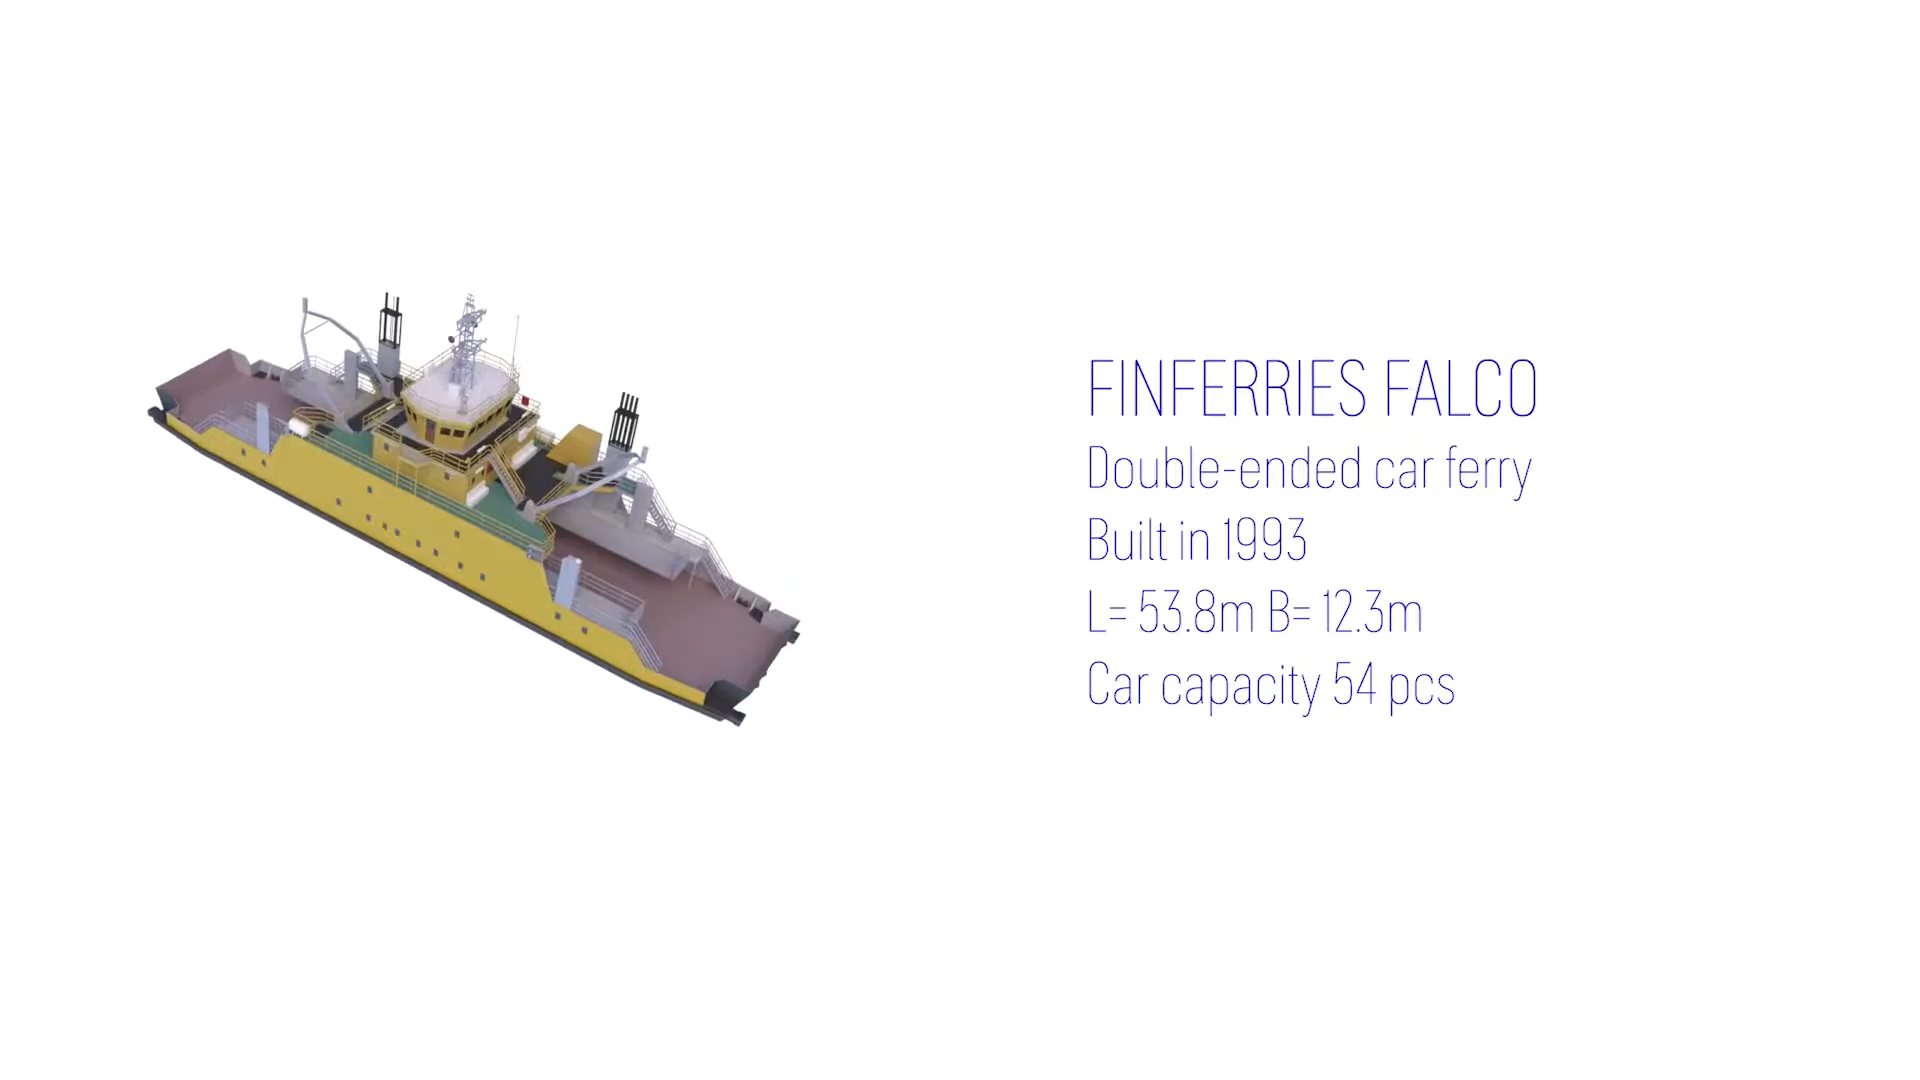 FINFERRIES FALCO
Double-ended car ferry
Built in 1993
L= 53.8m B= 12.3m
Car capacity 54 pcs